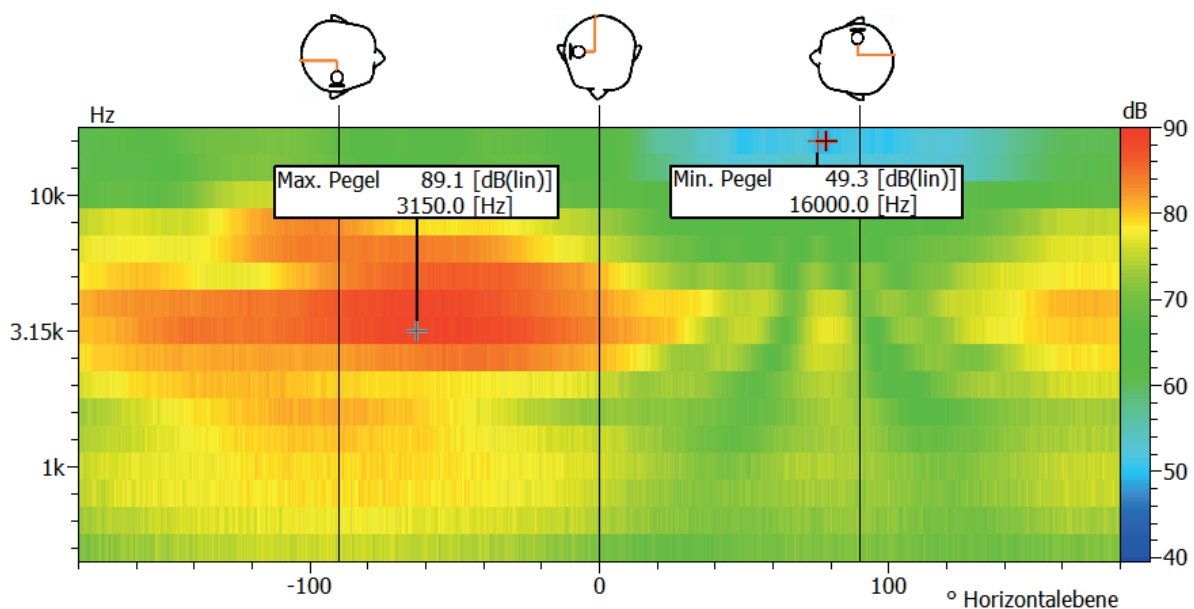 Hz
dB
Max. Pegel 89.1 [dB(lin)]
3150.0 [Hz]
Min. Pegel 49.3 [dB(lin)]
16000.0 [Hz]
10k
3.15k
1k
90
80
70
60
50
40
-100
0
100
° Horizontalebene